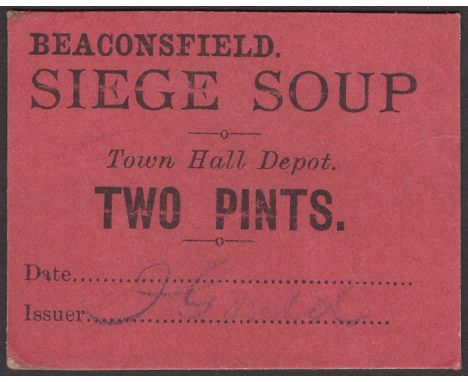 BEACONSFIELD.
SIEGE SOUP
Town Hall Depot.
TWO PINTS.
Date
Issuer